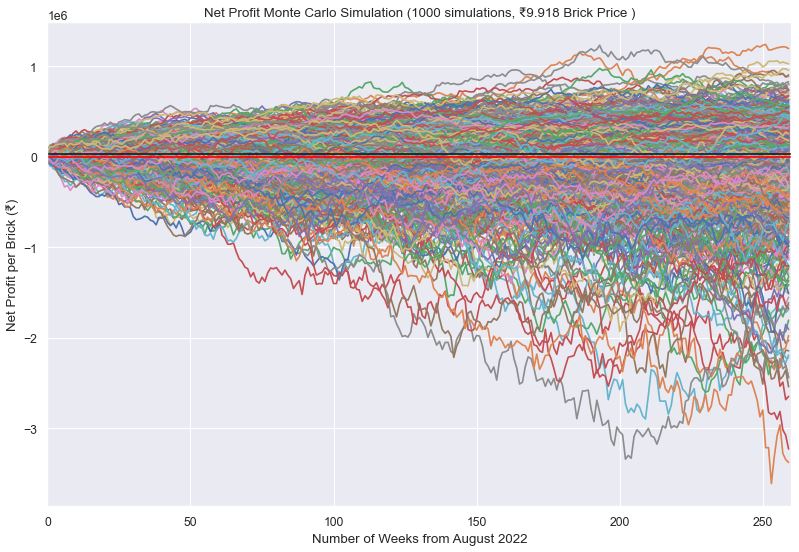 Net Profit Monte Carlo Simulation (1000 simulations, ₹9.918 Brick Price )
1e6
1
0
−1
−2
−3
Net Profit per Brick (₹)
0 50 100 150 200 250
Number of Weeks from August 2022